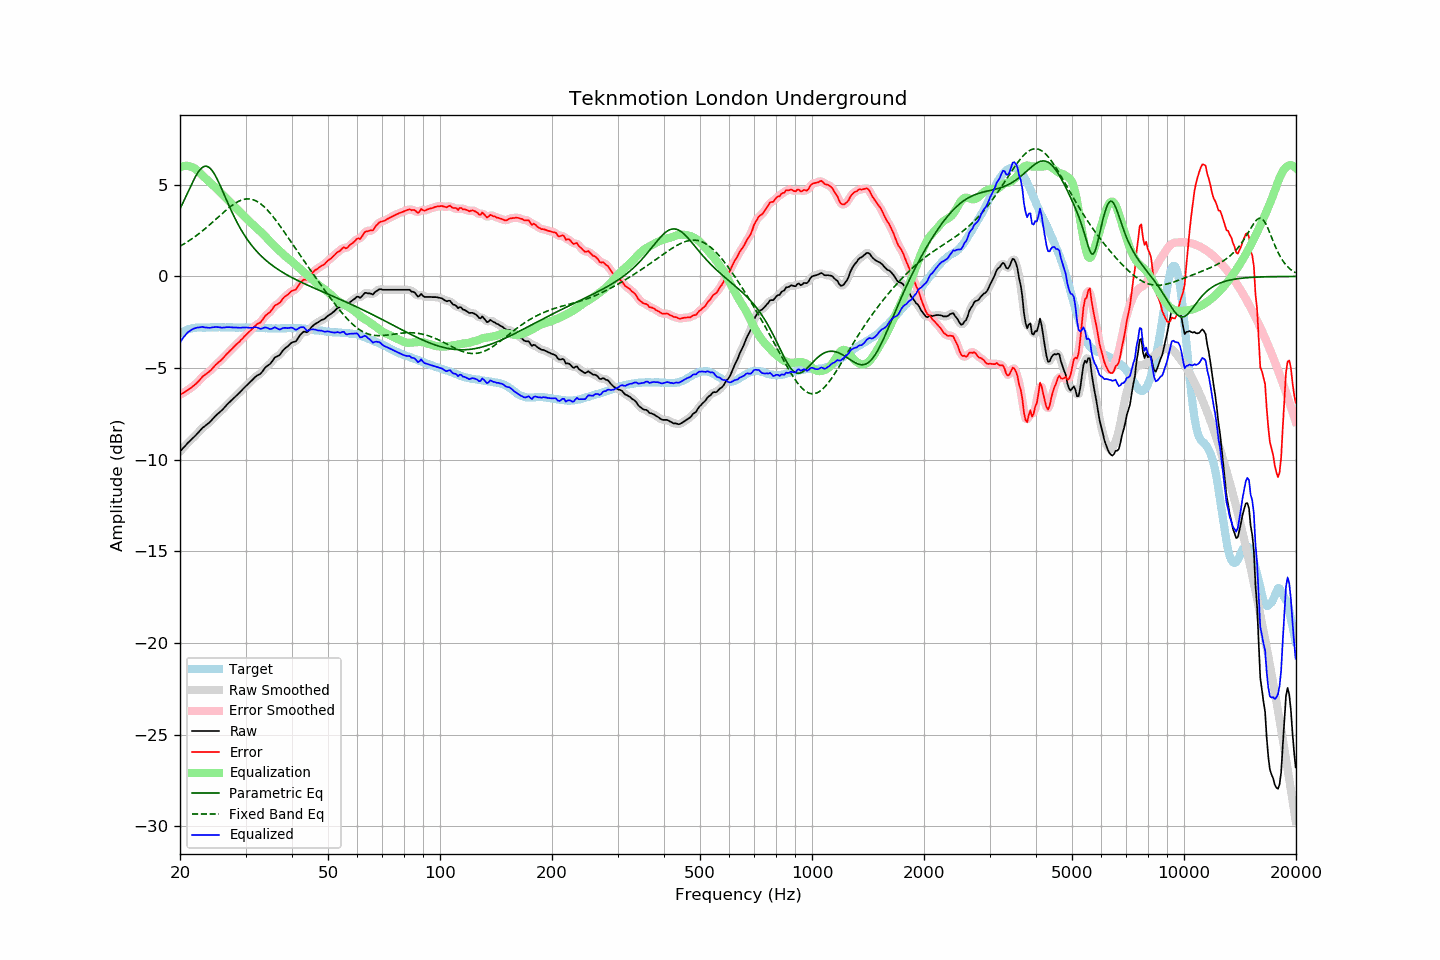 Teknmotion London Underground
Amplitude (dBr)
5
0
−5
−10
−15
−20
−25
−30
Target
Raw Smoothed
Error Smoothed
Raw
Error
Equalization
Parametric Eq
Fixed Band Eq
Equalized
20 50 100 200 500 1000 2000 5000 10000 20000
Frequency (Hz)